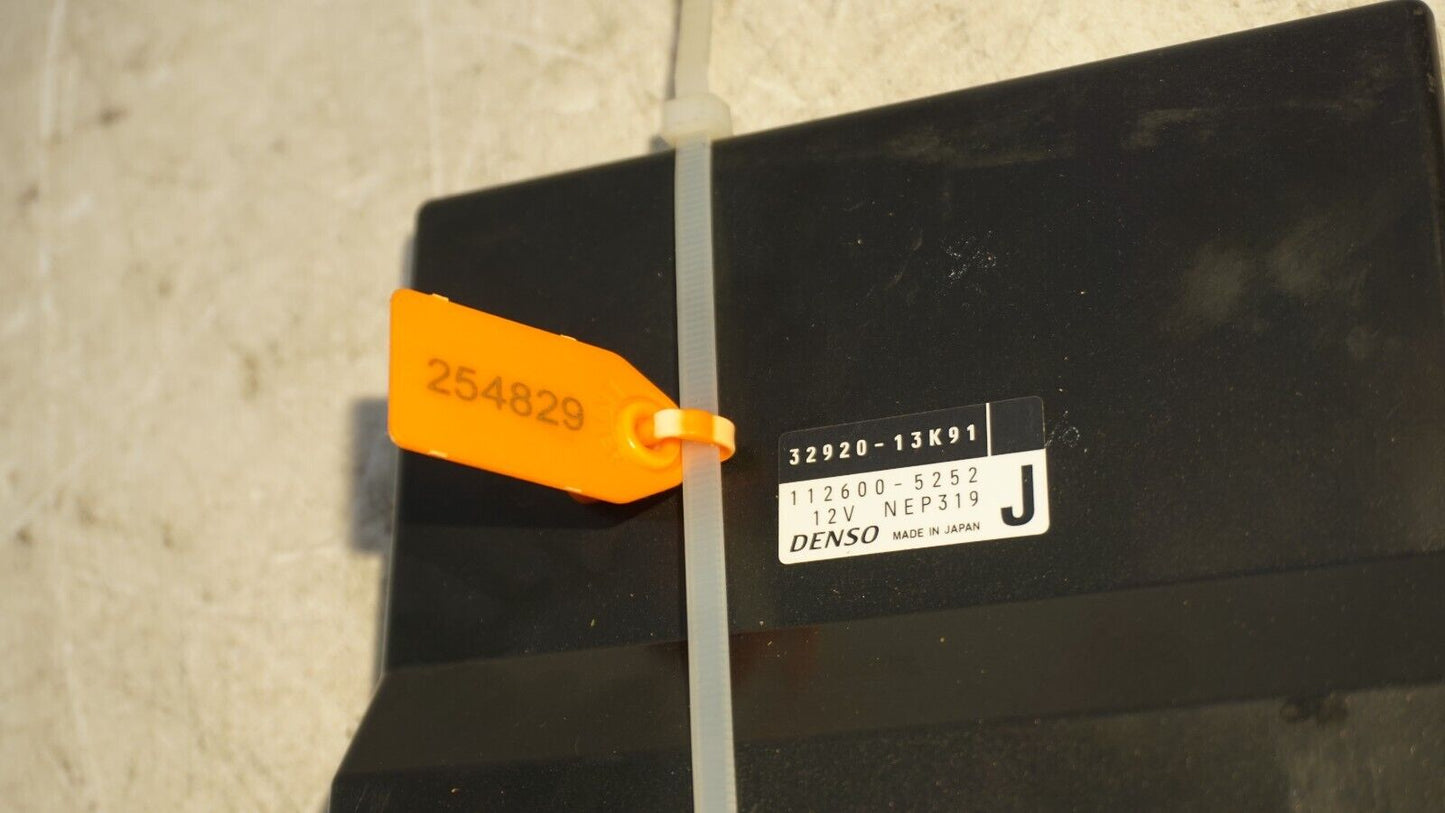 254829
32920-13K91
112600-5252
12V NEP319
J
DENSO MADE IN JAPAN